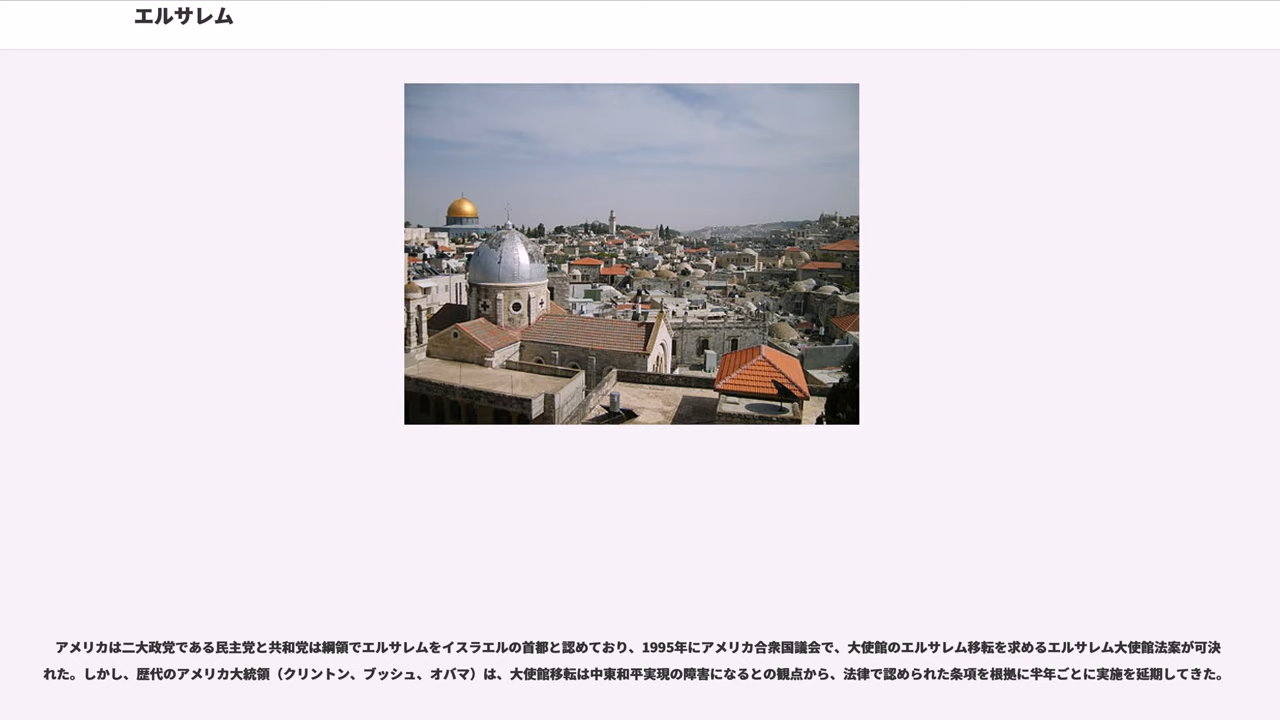 エルサレム
アメリカは二大政党である民主党と共和党は綱領でエルサレムをイスラエルの首都と認めており、1995年にアメリカ合衆国議会で、大使館のエルサレム移転を求めるエルサレム大使館法案が可決
れた。しかし、歴代のアメリカ大統領（クリントン、ブッシュ、オバマ）は、大使館移転は中東和平実現の障害になるとの観点から、法律で認められた条項を根拠に半年ごとに実施を延期してきた。